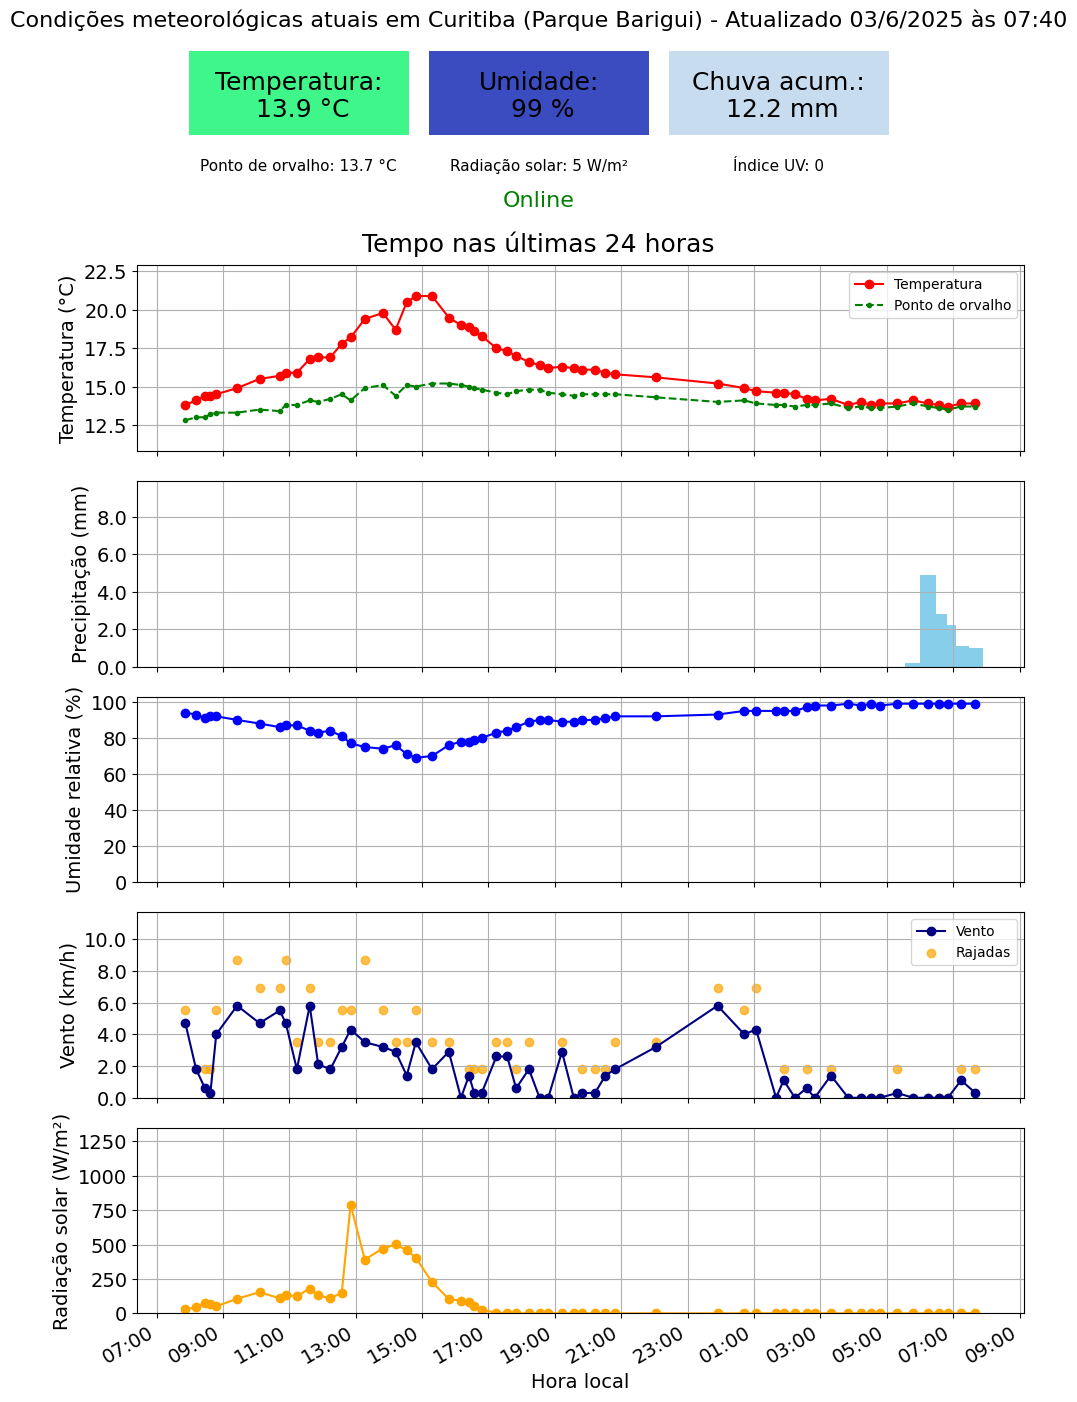 Condições meteorológicas atuais em Curitiba (Parque Barigui) - Atualizado 03/6/2025 às 07:40
Temperatura:
13.9 °C
Umidade:
99 %
Chuva acum.:
12.2 mm
Ponto de orvalho: 13.7 °C
Radiação solar: 5 W/m²
Índice UV: 0
Online
Tempo nas últimas 24 horas
Temperatura (°C)
22.5
20.0
17.5
15.0
12.5
Temperatura
Ponto de orvalho
Precipitação (mm)
8.0
6.0
4.0
2.0
0.0
Umidade relativa (%)
100
80
60
40
20
0
Vento (km/h)
10.0
8.0
6.0
4.0
2.0
0.0
Vento
Rajadas
Radiação solar (W/m²)
1250
1000
750
500
250
0
07:00
09:00
11:00
13:00
15:00
17:00
19:00
21:00
23:00
01:00
03:00
05:00
07:00
09:00
Hora local